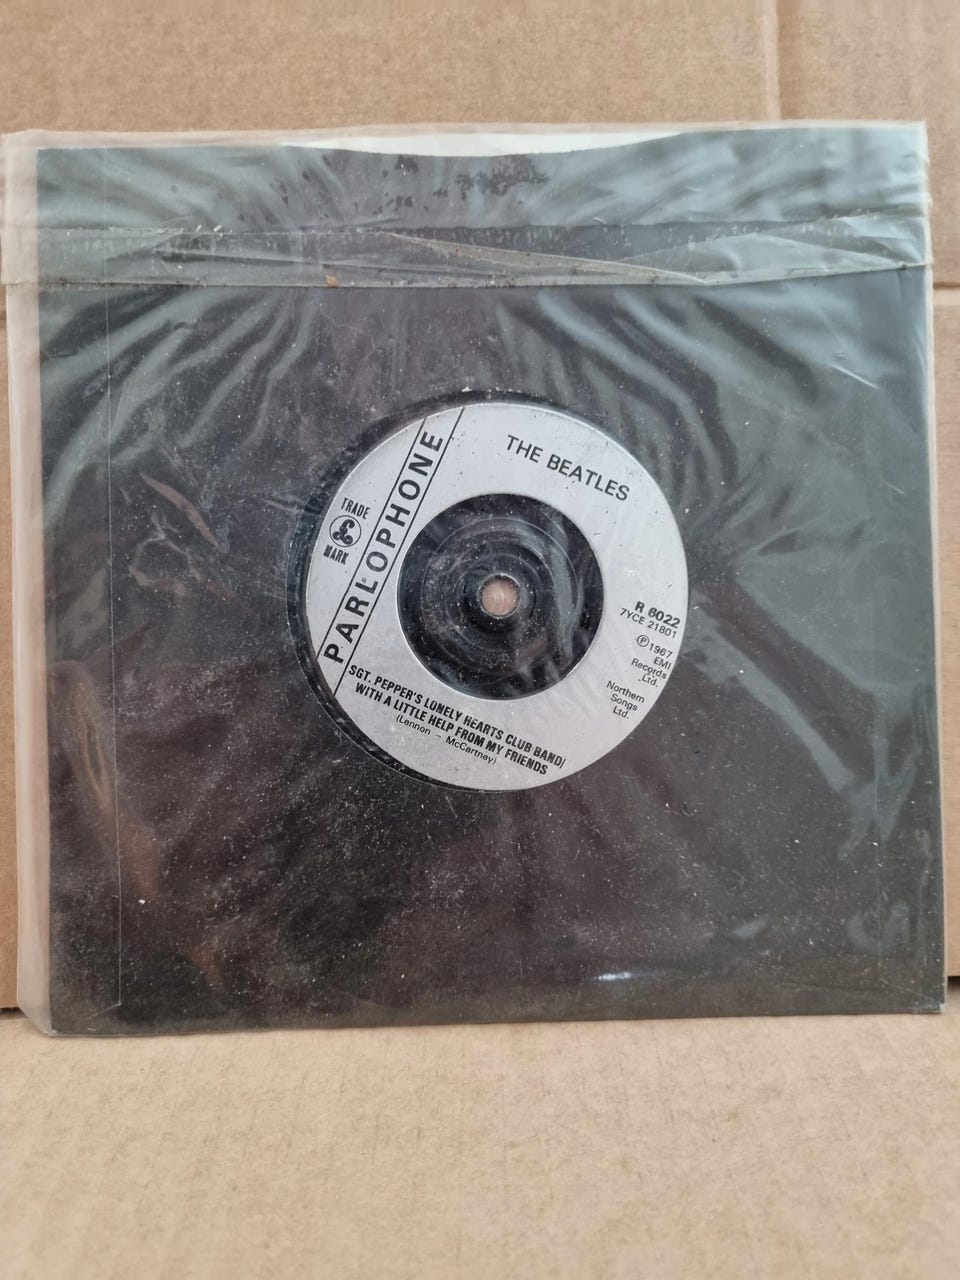 THE BEATLES
PARLOPHONE
TRADE
MARK
R 6022
7YCE 21801
Ⓟ1967
EMI
Records
Ltd.
Northern
Songs
Ltd.
SGT. PEPPER'S LONELY HEARTS CLUB BAND/
WITH A LITTLE HELP FROM MY FRIENDS
(Lennon - McCartney)